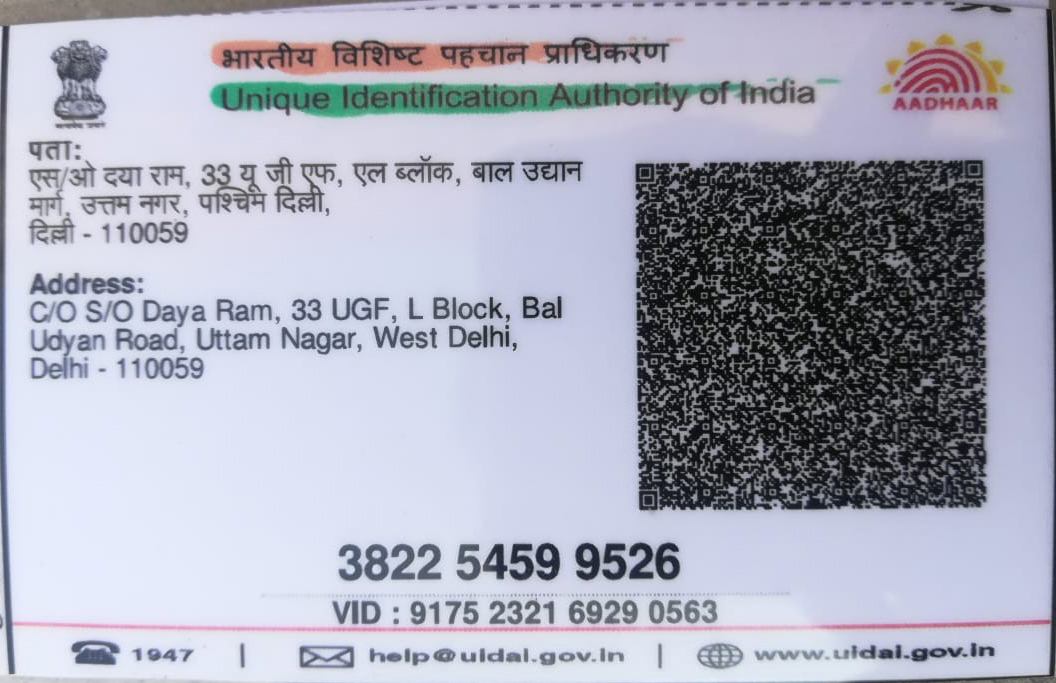 भारतीय विशिष्ट पहचान प्राधिकरण
Unique Identification Authority of India
AADHAAR
पता:
एस/ओ दया राम, 33 यू जी एफ, एल ब्लॉक, बाल उद्यान
मार्ग, उत्तम नगर, पश्चिम दिल्ली,
दिल्ली - 110059
Address:
C/O S/O Daya Ram, 33 UGF, L Block, Bal
Udyan Road, Uttam Nagar, West Delhi,
Delhi - 110059
3822 5459 9526
VID : 9175 2321 6929 0563
1947 | help@uidai.gov.in | www.uidai.gov.in